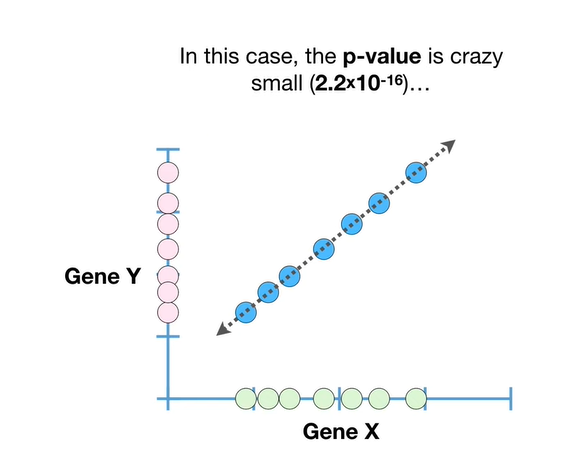 In this case, the p-value is crazy
small (2.2x10-16)…
Gene Y
Gene X